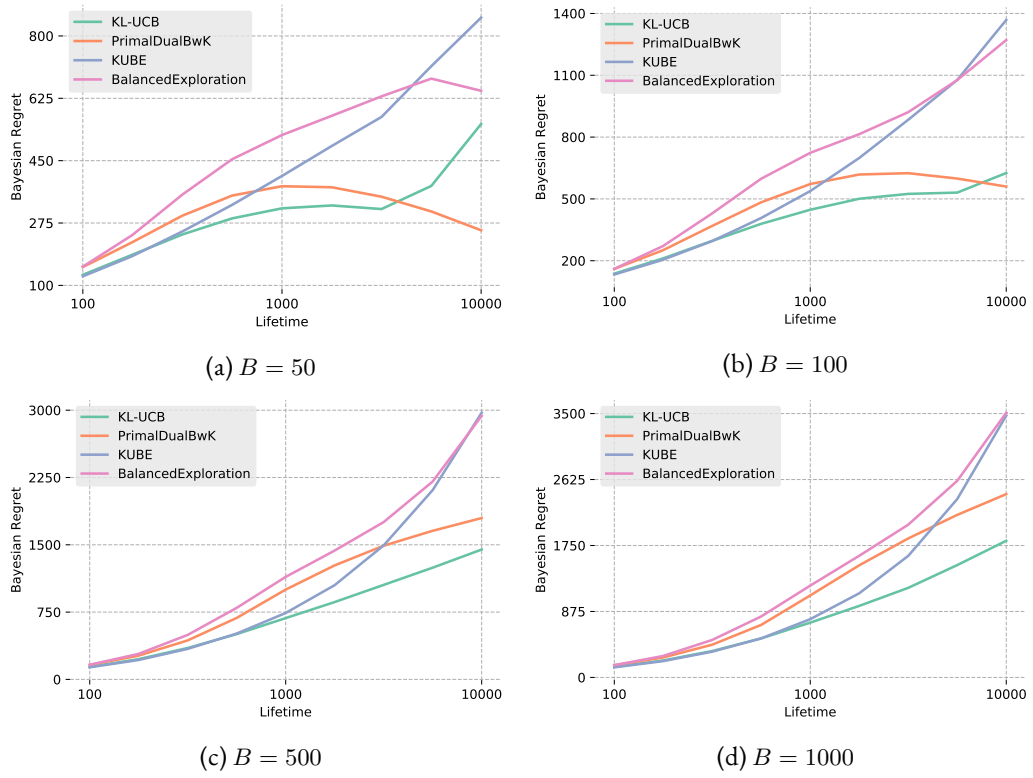 KL-UCB
PrimalDualBwK
KUBE
BalancedExploration
Bayesian Regret
800
625
450
275
100
100 1000 10000
Lifetime
(a) B = 50
KL-UCB
PrimalDualBwK
KUBE
BalancedExploration
Bayesian Regret
1400
1100
800
500
200
100 1000 10000
Lifetime
(b) B = 100
KL-UCB
PrimalDualBwK
KUBE
BalancedExploration
Bayesian Regret
3000
2250
1500
750
0
100 1000 10000
Lifetime
(c) B = 500
KL-UCB
PrimalDualBwK
KUBE
BalancedExploration
Bayesian Regret
3500
2625
1750
875
0
100 1000 10000
Lifetime
(d) B = 1000